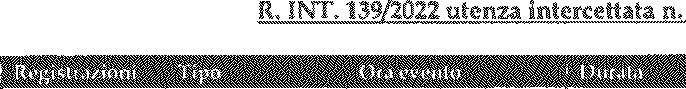 R. INT. 139/2022 utenza intercettata n.
Registrazioni Tipo Ora evento Durata